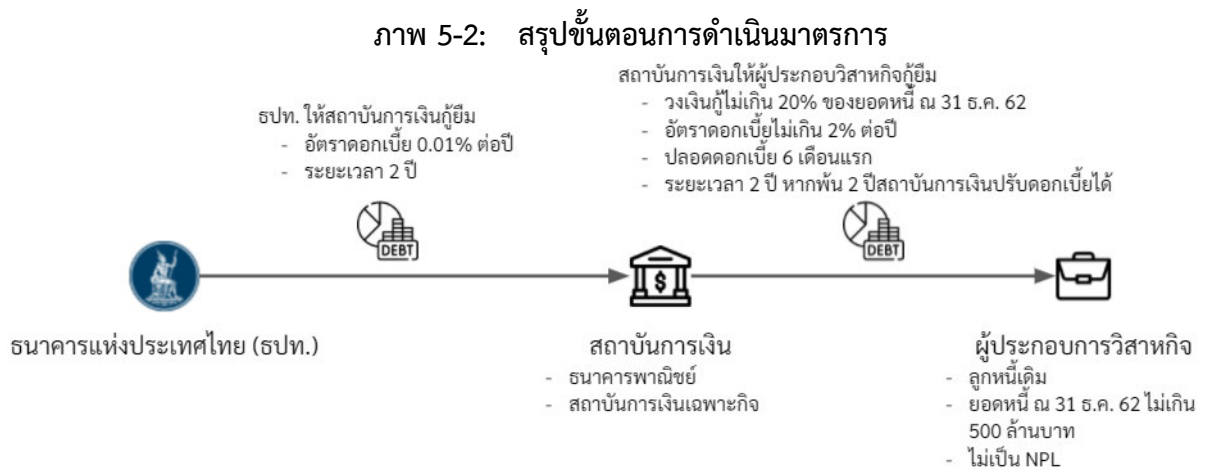 ภาพ 5-2: สรุปขั้นตอนการดำเนินมาตรการ
ธปท. ให้สถาบันการเงินกู้ยืม
- อัตราดอกเบี้ย 0.01% ต่อปี
- ระยะเวลา 2 ปี
DEBT
สถาบันการเงินให้ผู้ประกอบวิสาหกิจกู้ยืม
- วงเงินกู้ไม่เกิน 20% ของยอดหนี้ ณ 31 ธ.ค. 62
- อัตราดอกเบี้ยไม่เกิน 2% ต่อปี
- ปลอดดอกเบี้ย 6 เดือนแรก
- ระยะเวลา 2 ปี หากพ้น 2 ปีสถาบันการเงินปรับดอกเบี้ยได้
DEBT
$
ธนาคารแห่งประเทศไทย (ธปท.)
สถาบันการเงิน
- ธนาคารพาณิชย์
- สถาบันการเงินเฉพาะกิจ
ผู้ประกอบการวิสาหกิจ
- ลูกหนี้เดิม
- ยอดหนี้ ณ 31 ธ.ค. 62 ไม่เกิน
500 ล้านบาท
- ไม่เป็น NPL